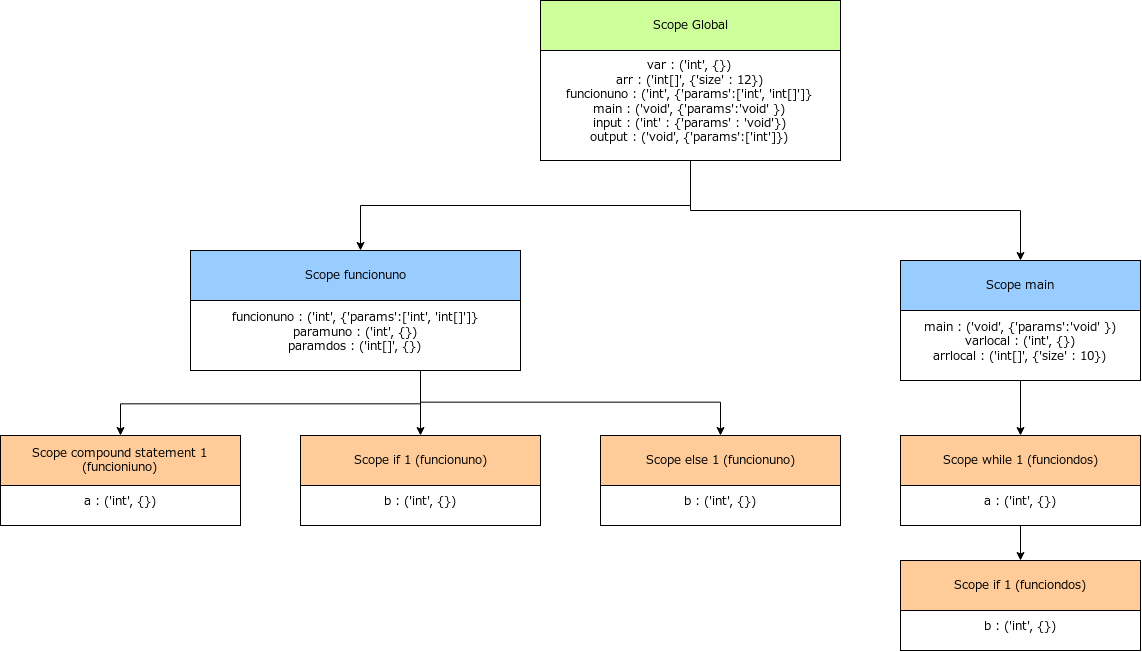 Scope Global
var : ('int', {})
arr : ('int[]', {'size' : 12})
funcionuno : ('int', {'params':['int', 'int[]']}
main : ('void', {'params':'void' })
input : ('int' : {'params' : 'void'})
output : ('void', {'params':['int']})
Scope funcionuno
funcionuno : ('int', {'params':['int', 'int[]']}
paramuno : ('int', {})
paramdos : ('int[]', {})
Scope main
main : ('void', {'params':'void' })
varlocal : ('int', {})
arrlocal : ('int[]', {'size' : 10})
Scope compound statement 1
(funcioniuno)
a : ('int', {})
Scope if 1 (funcionuno)
b : ('int', {})
Scope else 1 (funcionuno)
b : ('int', {})
Scope while 1 (funciondos)
a : ('int', {})
Scope if 1 (funciondos)
b : ('int', {})